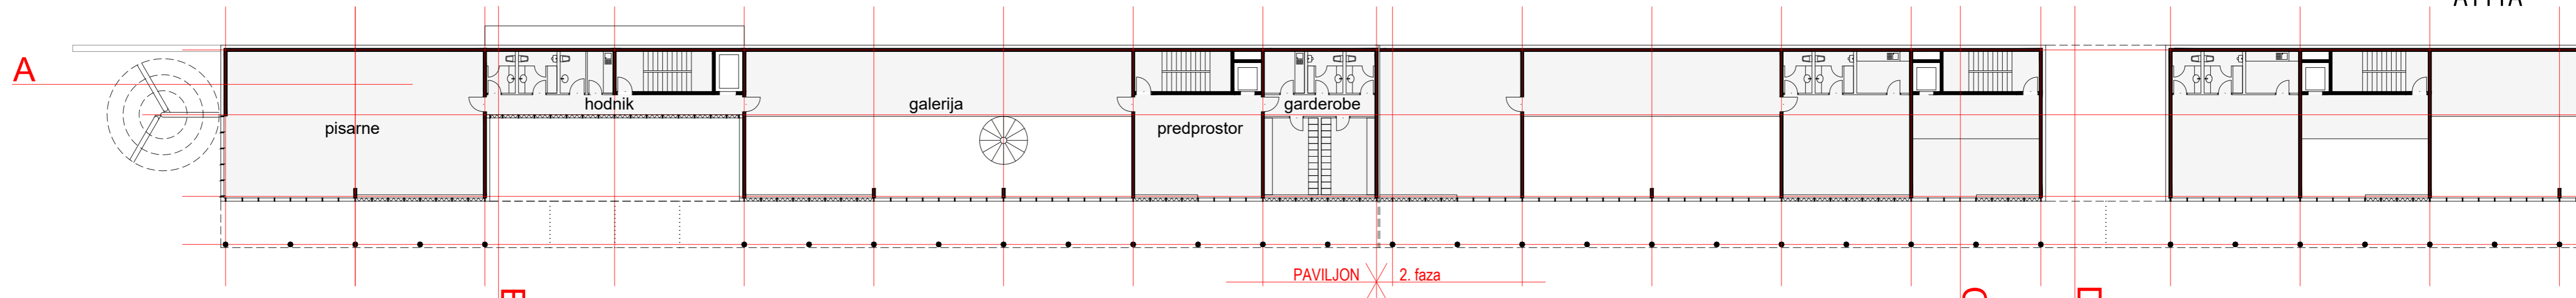 A
hodnik
galerija
garderobe
pisarne
predprostor
PAVILJON
2. faza